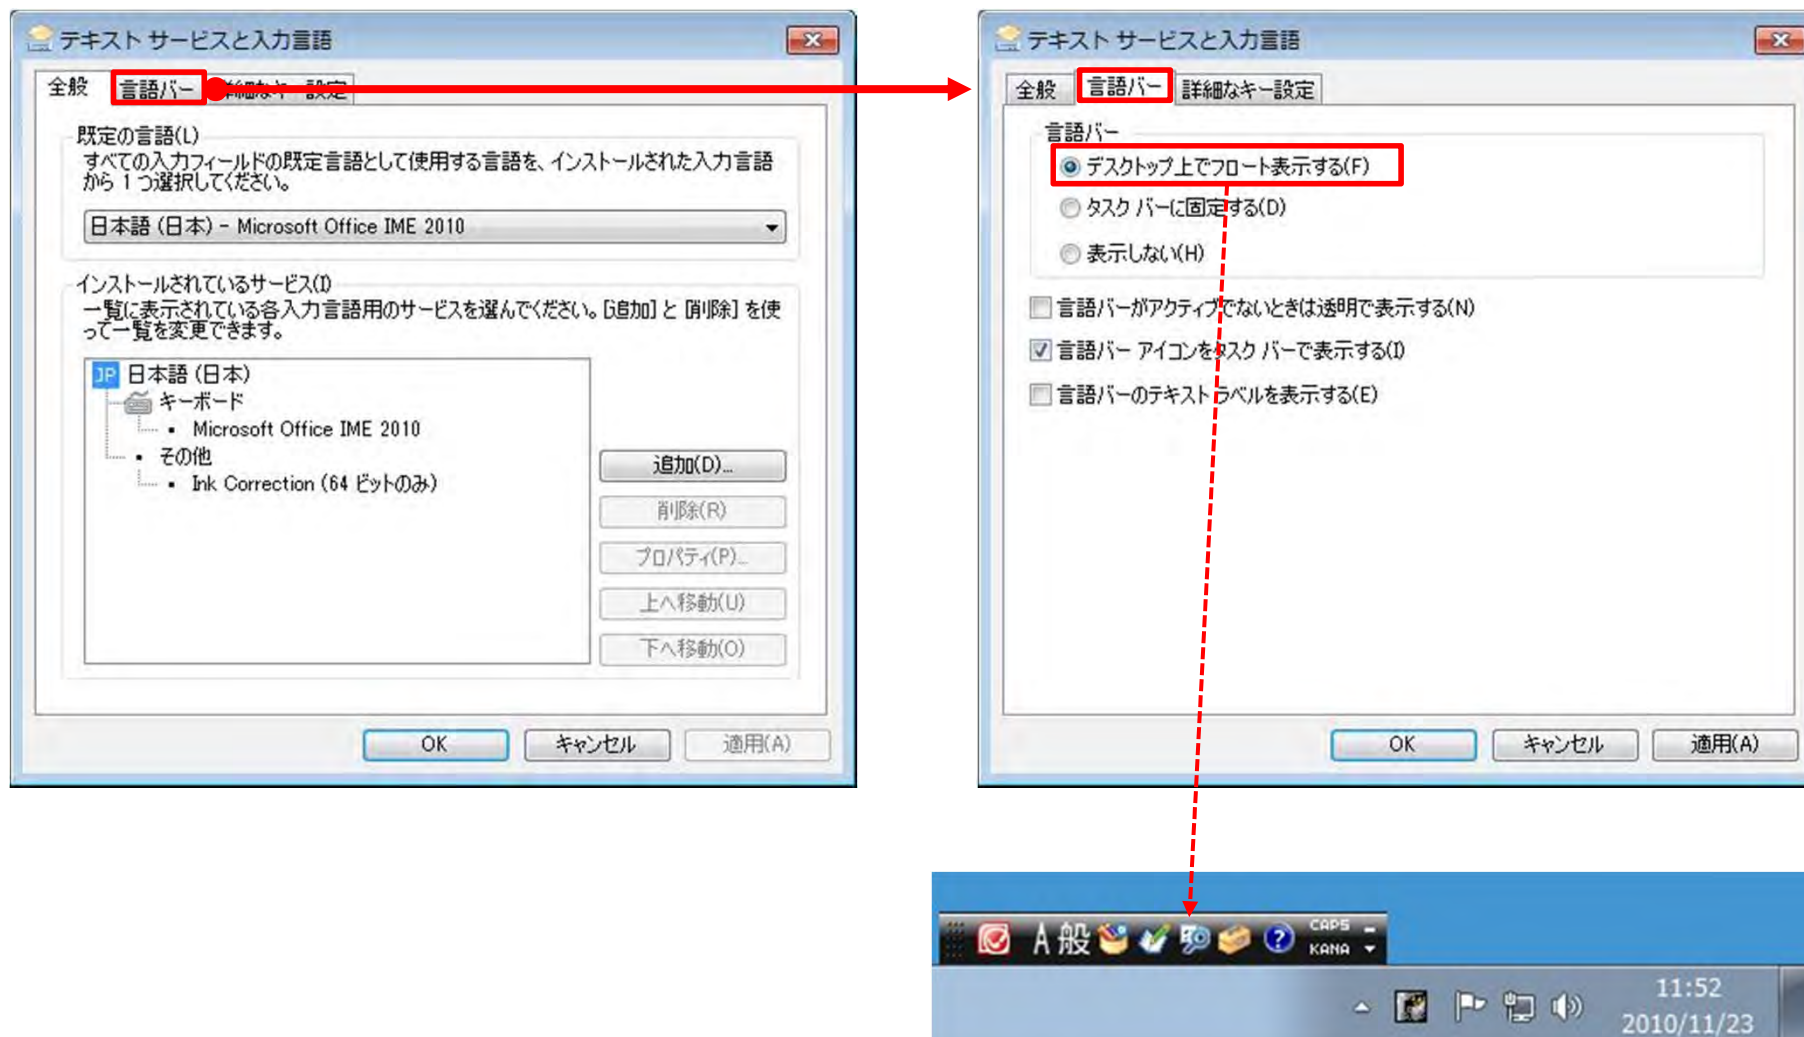 テキスト サービスと入力言語
全般
言語バー
詳細なキー設定
既定の言語(L)
すべての入力フィールドの既定言語として使用する言語を、インストールされた入力言語
から 1 つ選択してください。
日本語 (日本) - Microsoft Office IME 2010
インストールされているサービス(I)
一覧に表示されている各入力言語用のサービスを選んでください。[追加] と [削除] を使
って一覧を変更できます。
JP 日本語 (日本)
キーボード
Microsoft Office IME 2010
その他
Ink Correction (64 ビットのみ)
追加(D)...
削除(R)
プロパティ(P)...
上へ移動(U)
下へ移動(O)
OK
キャンセル
適用(A)
テキスト サービスと入力言語
全般
言語バー
詳細なキー設定
言語バー
デスクトップ上でフロート表示する(F)
タスク バーに固定する(D)
表示しない(H)
言語バーがアクティブでないときは透明で表示する(N)
言語バー アイコンをタスク バーで表示する(I)
言語バーのテキスト ラベルを表示する(E)
OK
キャンセル
適用(A)
A 般
CAPS
KANA
11:52
2010/11/23